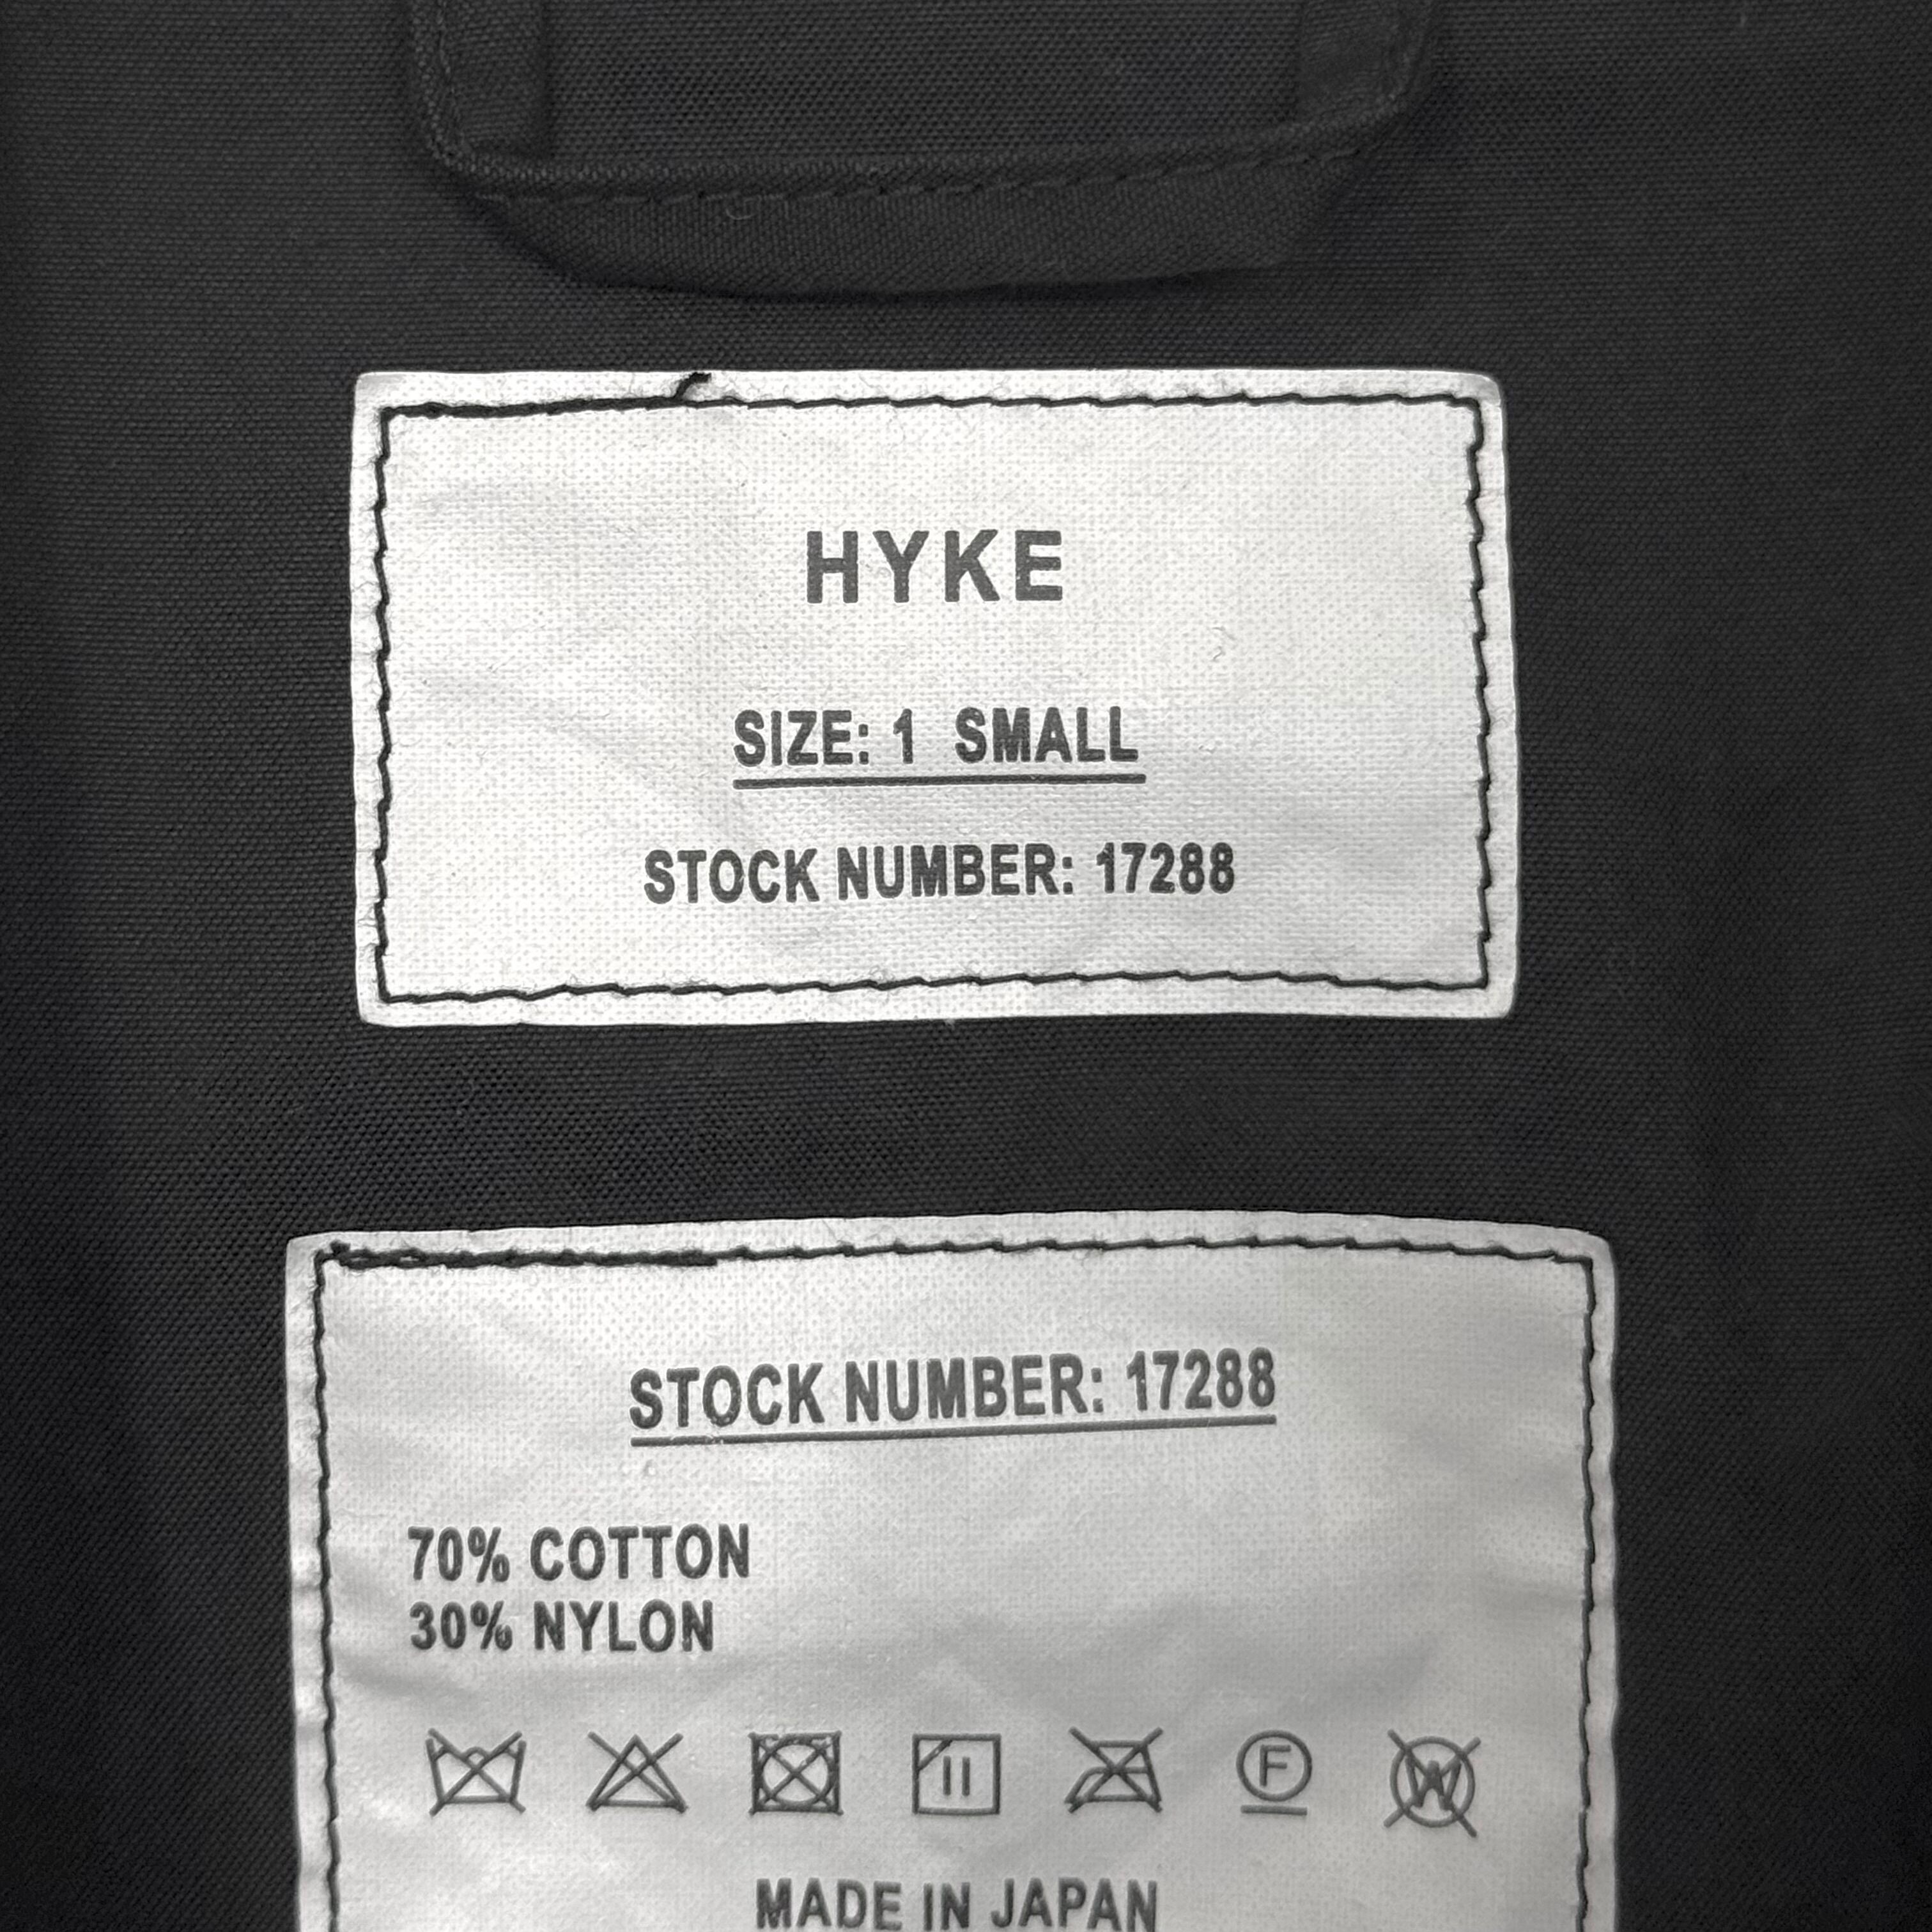 HYKE
SIZE: 1 SMALL
STOCK NUMBER: 17288
STOCK NUMBER: 17288
70% COTTON
30% NYLON
F W
MADE IN JAPAN